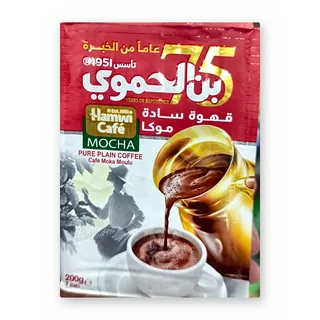 75 عاماً من الخبرة
تأسس 1951
YEARS OF EXPERIENCE
بن الحموي
Hamwi
Café
MOCHA
قهوة سادة
موكا
PURE PLAIN COFFEE
Café Moka Moulu
200g